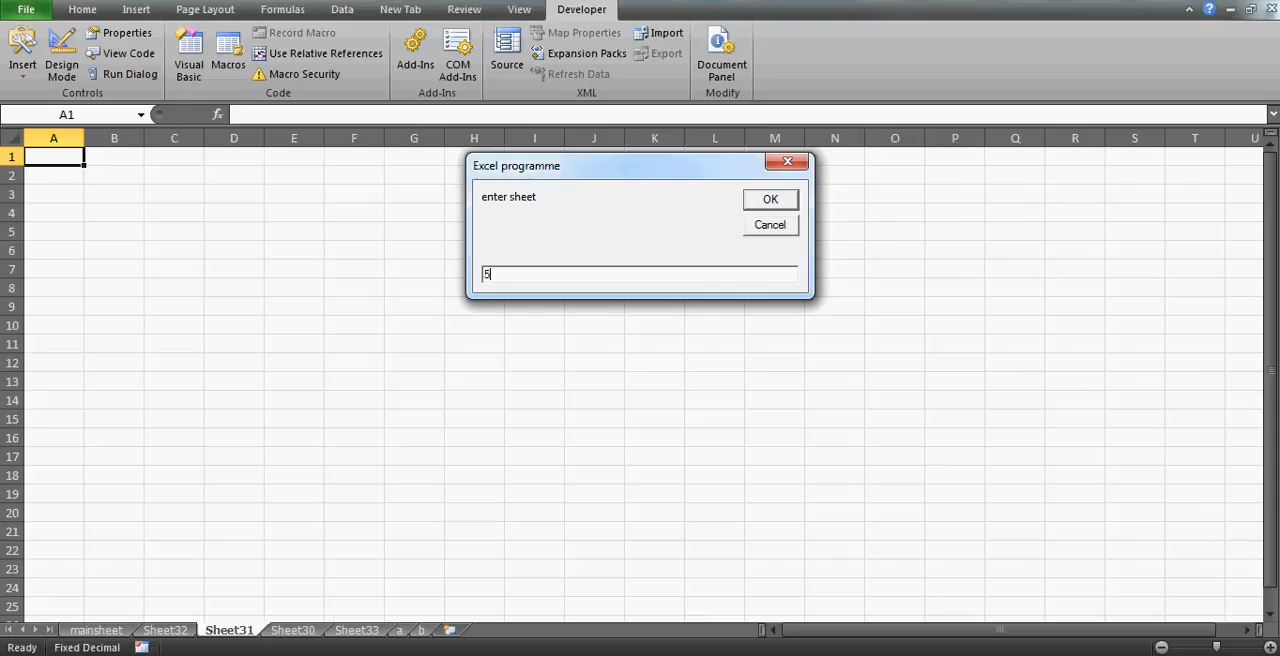 File Home Insert Page Layout Formulas Data New Tab Review View Developer
Insert
Design Mode
Properties
View Code
Run Dialog
Controls
Visual Basic
Macros
Record Macro
Use Relative References
Macro Security
Code
Add-Ins
COM Add-Ins
Add-Ins
Source
Map Properties
Expansion Packs
Refresh Data
Import
Export
XML
Document Panel
Modify
A1 fx
A B C D E F G H I J K L M N O P Q R S T U
1
2
3
4
5
6
7
8
9
10
11
12
13
14
15
16
17
18
19
20
21
22
23
24
25
Excel programme
enter sheet
OK
Cancel
5
mainsheet Sheet32 Sheet31 Sheet30 Sheet33 a b
Ready Fixed Decimal